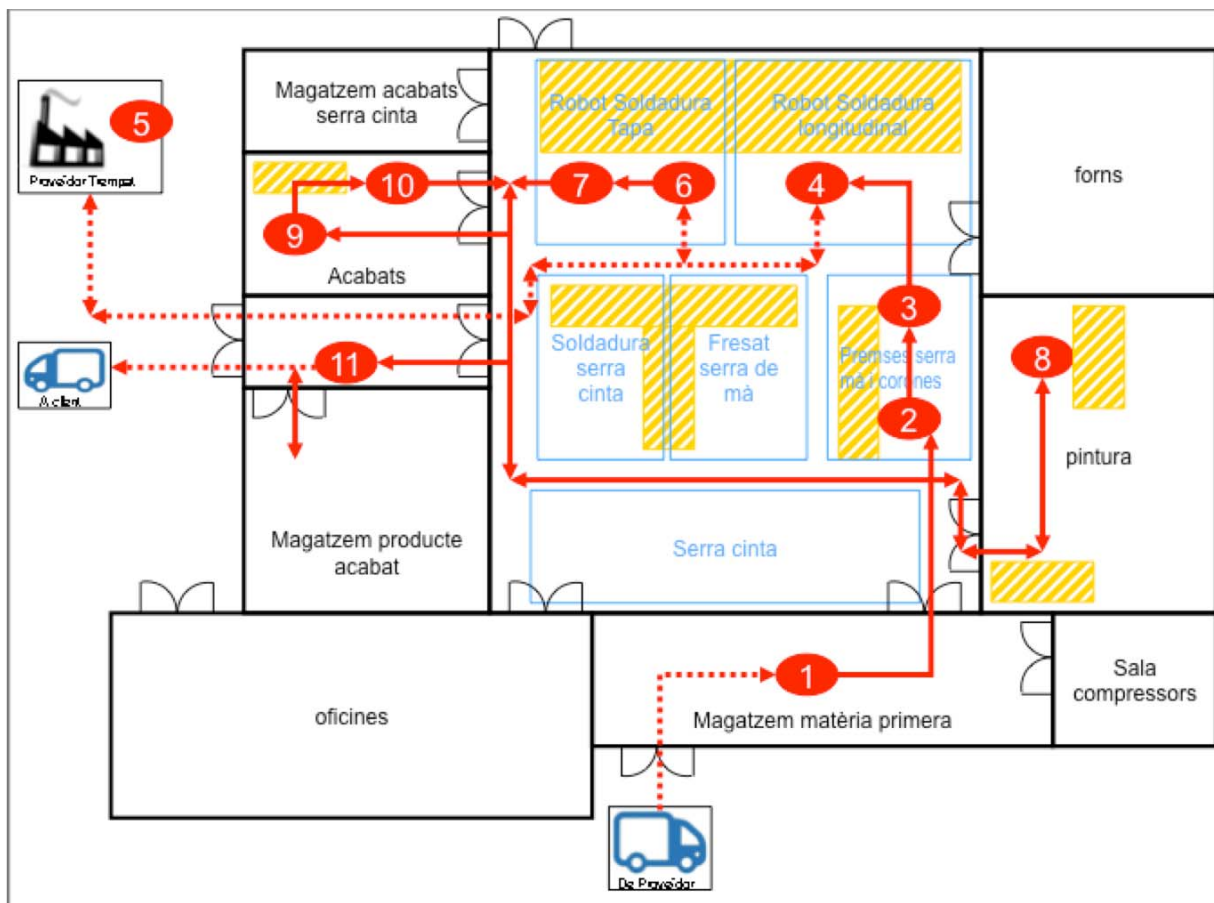 Magatzem acabats
serra cinta
Robot Soldadura
Tapa
Robot Soldadura
longitudinal
forns
5
Proveïdor Trempat
10
7
6
4
9
Acabats
3
11
Soldadura
serra
cinta
Fresat
serra de
mà
Premses serra
mà i corones
8
2
A client
pintura
Magatzem producte
acabat
Serra cinta
1
Sala
compressors
oficines
Magatzem matèria primera
De Proveïdor